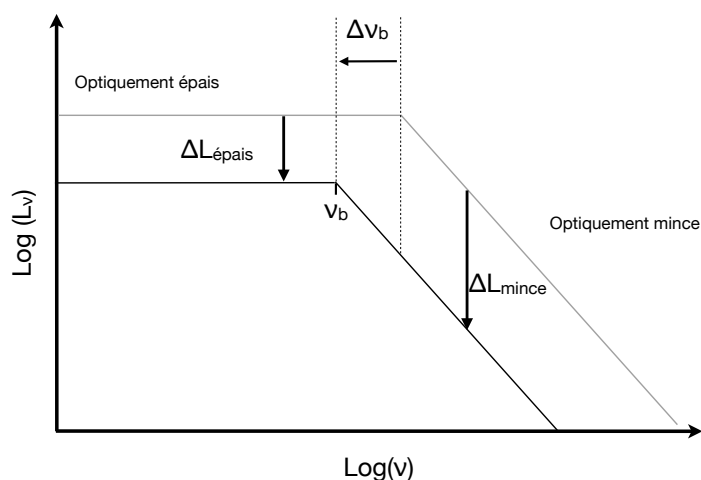 Δνb
Optiquement épais
ΔLépais
νb
Optiquement mince
ΔLmince
Log (Lν)
Log(ν)